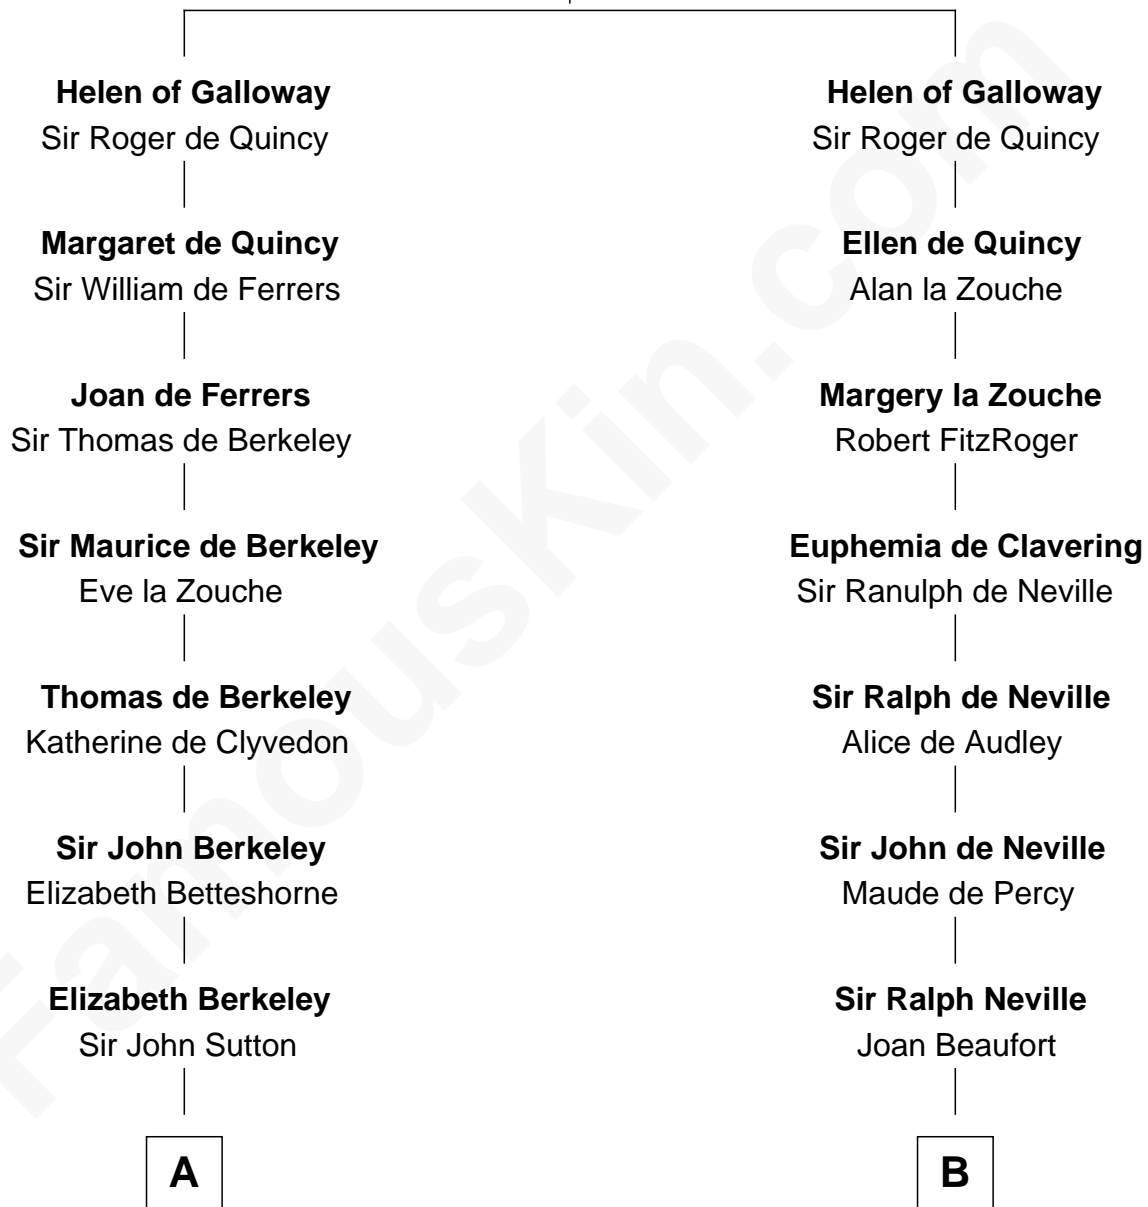 Helen of Galloway
Sir Roger de Quincy
Margaret de Quincy
Sir William de Ferrers
Joan de Ferrers
Sir Thomas de Berkeley
Sir Maurice de Berkeley
Eve la Zouche
Thomas de Berkeley
Katherine de Clyvedon
Sir John Berkeley
Elizabeth Betteshorne
Elizabeth Berkeley
Sir John Sutton
A
Helen of Galloway
Sir Roger de Quincy
Ellen de Quincy
Alan la Zouche
Margery la Zouche
Robert FitzRoger
Euphemia de Clavering
Sir Ranulph de Neville
Sir Ralph de Neville
Alice de Audley
Sir John de Neville
Maude de Percy
Sir Ralph Neville
Joan Beaufort
B
FamousKin.com